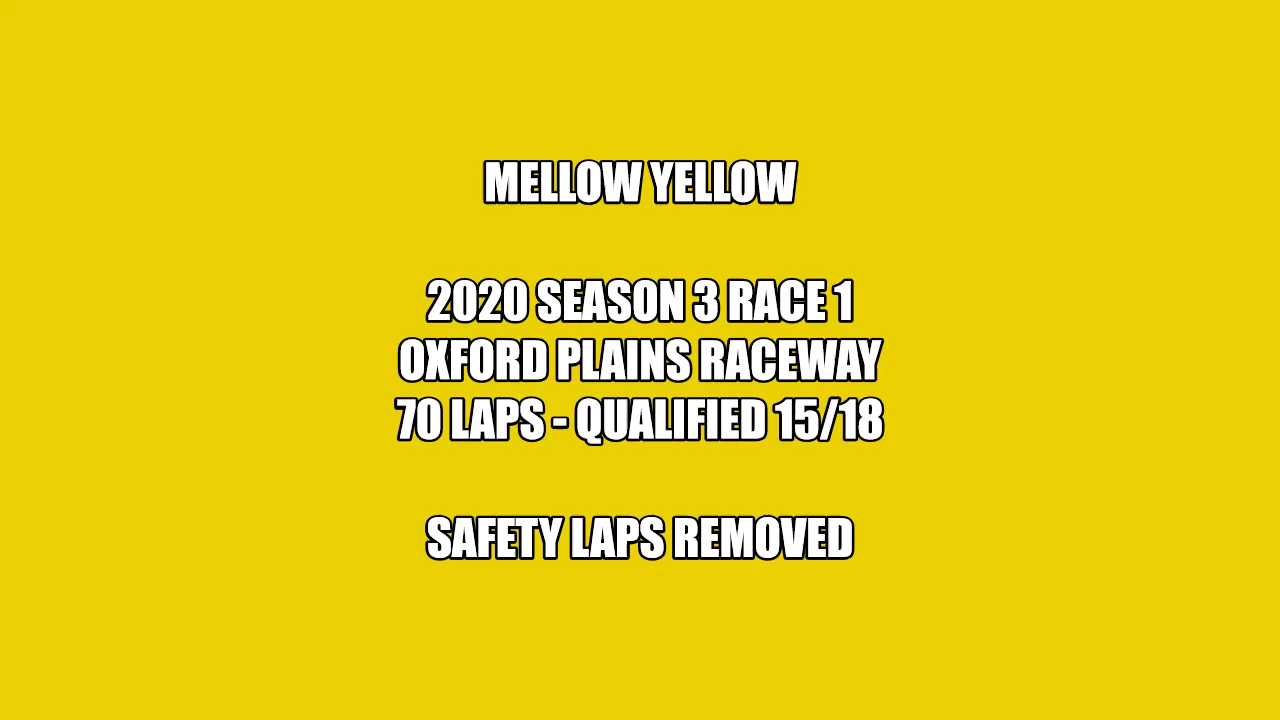 MELLOW YELLOW
2020 SEASON 3 RACE 1
OXFORD PLAINS RACEWAY
70 LAPS - QUALIFIED 15/18
SAFETY LAPS REMOVED